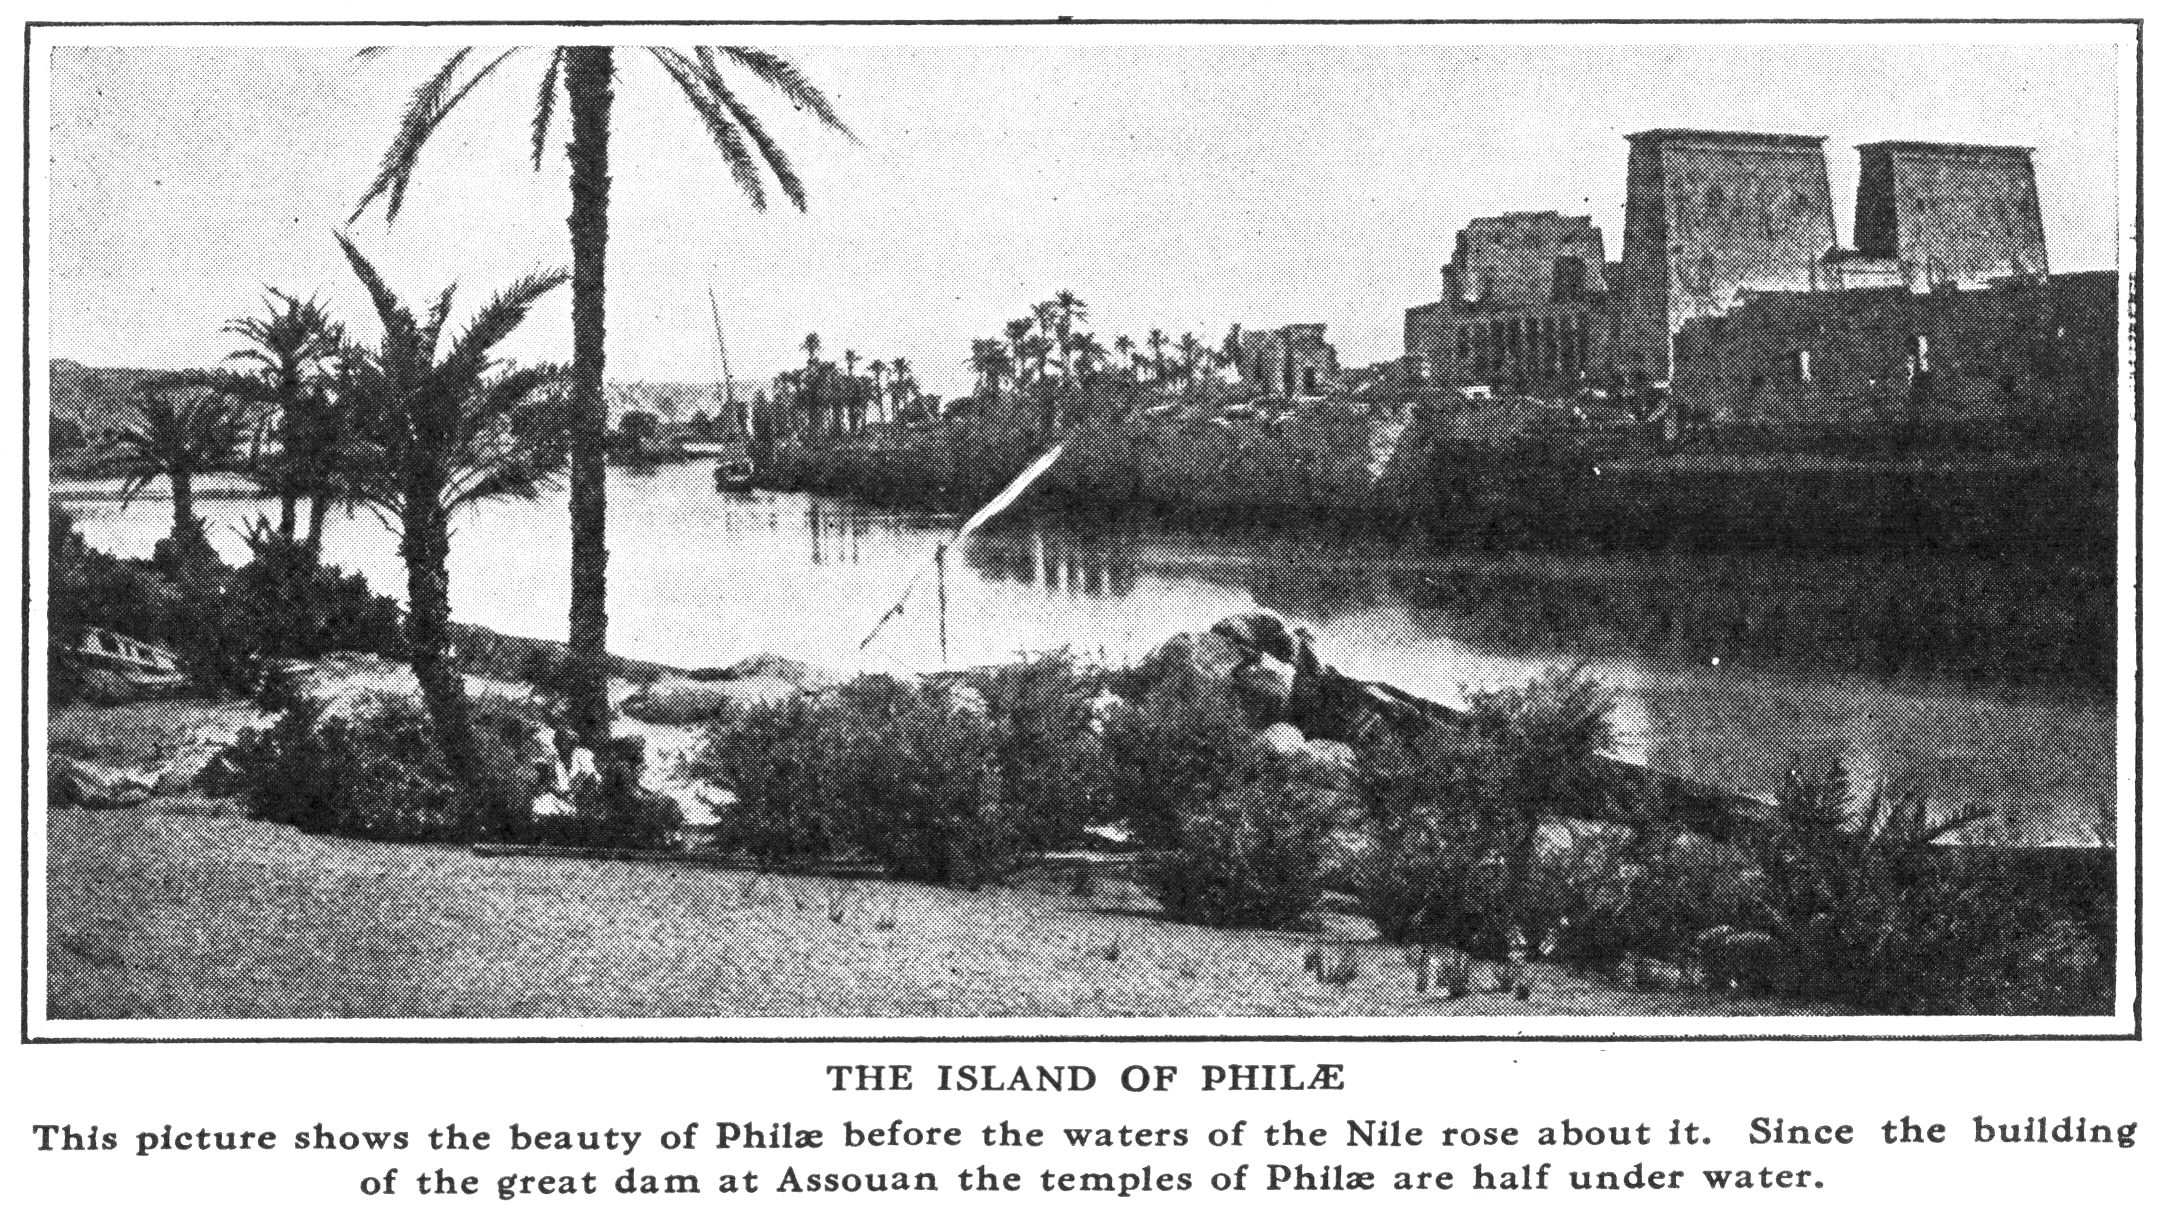 THE ISLAND OF PHILÆ
This picture shows the beauty of Philæ before the waters of the Nile rose about it. Since the building
of the great dam at Assouan the temples of Philæ are half under water.